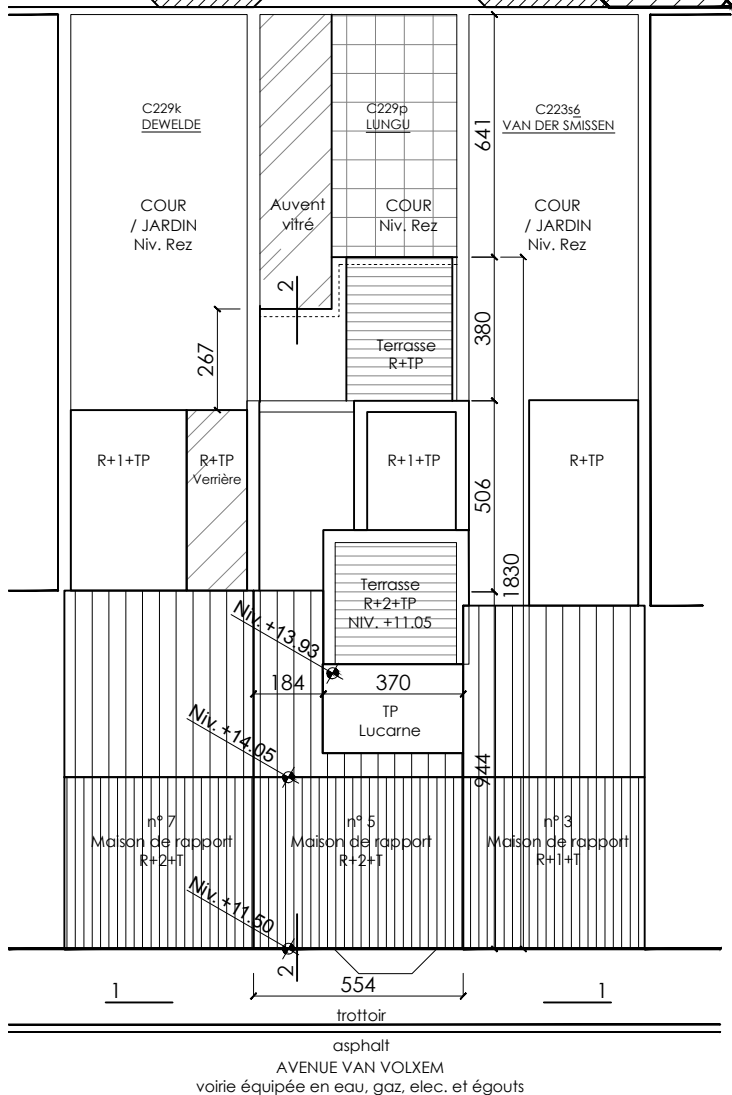 C229k
DEWELDE
C229p
LUNGU
C223s6
VAN DER SMISSEN
641
COUR
/ JARDIN
Niv. Rez
Auvent
vitré
COUR
Niv. Rez
COUR
/ JARDIN
Niv. Rez
2
267
Terrasse
R+TP
380
R+1+TP
R+TP
Verrière
R+1+TP
R+TP
506
1830
Terrasse
R+2+TP
NIV. +11.05
Niv. +13.93
184
370
TP
Lucarne
Niv. +14.05
944
n° 7
Maison de rapport
R+2+T
n° 5
Maison de rapport
R+2+T
n° 3
Maison de rapport
R+1+T
Niv. +11.50
2
1
554
1
trottoir
asphalt
AVENUE VAN VOLXEM
voirie équipée en eau, gaz, elec. et égouts